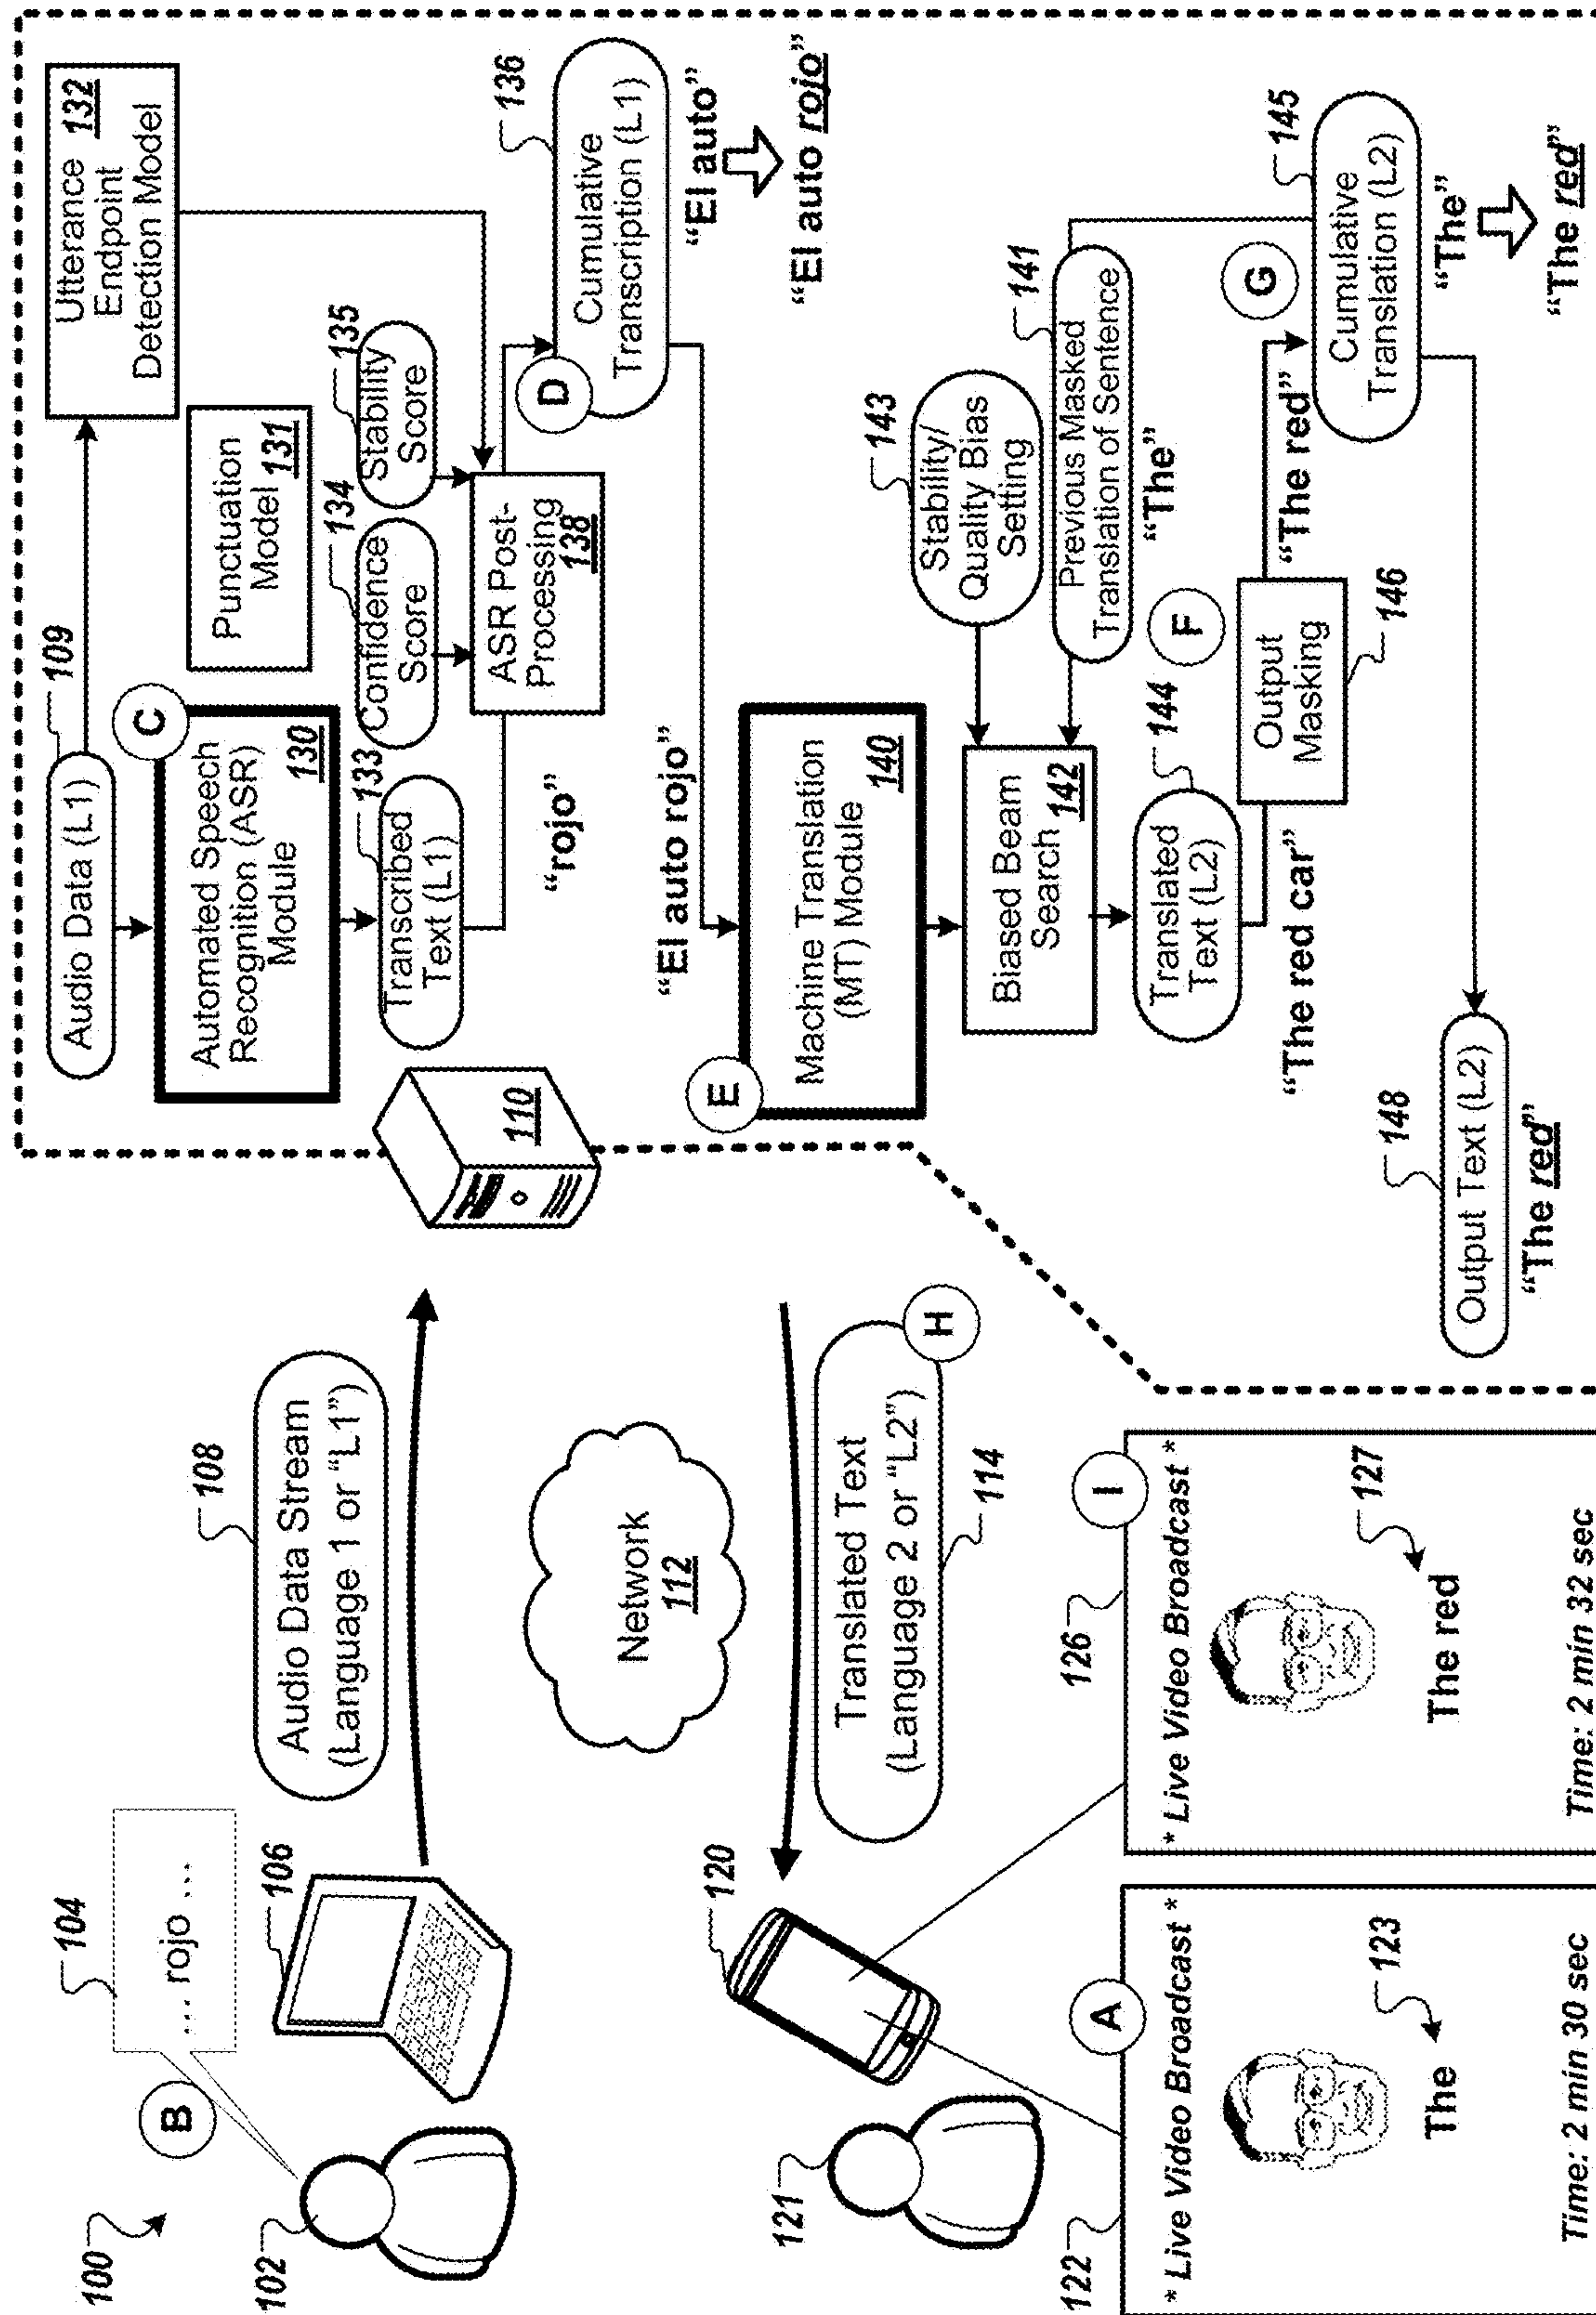 100
102
B
104
... rojo ...
106
108
Audio Data Stream
(Language 1 or “L1”)
Network
112
Translated Text
(Language 2 or “L2”)
H
114
120
121
122
A
* Live Video Broadcast *
The
123
Time: 2 min 30 sec
126
I
* Live Video Broadcast *
The red
127
Time: 2 min 32 sec
110
Audio Data (L1)
109
C
Automated Speech
Recognition (ASR)
Module
130
Punctuation
Model 131
Utterance
132
Endpoint
Detection Model
Transcribed
Text (L1)
133
Confidence
Score
134
Stability
Score
135
ASR Post-
Processing
138
“rojo”
D
Cumulative
Transcription (L1)
136
“El auto”
“El auto rojo”
“El auto rojo”
E
Machine Translation
(MT) Module
140
Biased Beam
Search
142
Stability/
Quality Bias
Setting
143
Previous Masked
Translation of Sentence
141
“The”
Translated
Text (L2)
144
“The red car”
F
Output
Masking
146
“The red”
G
Cumulative
Translation (L2)
145
“The”
“The red”
148
Output Text (L2)
“The red”